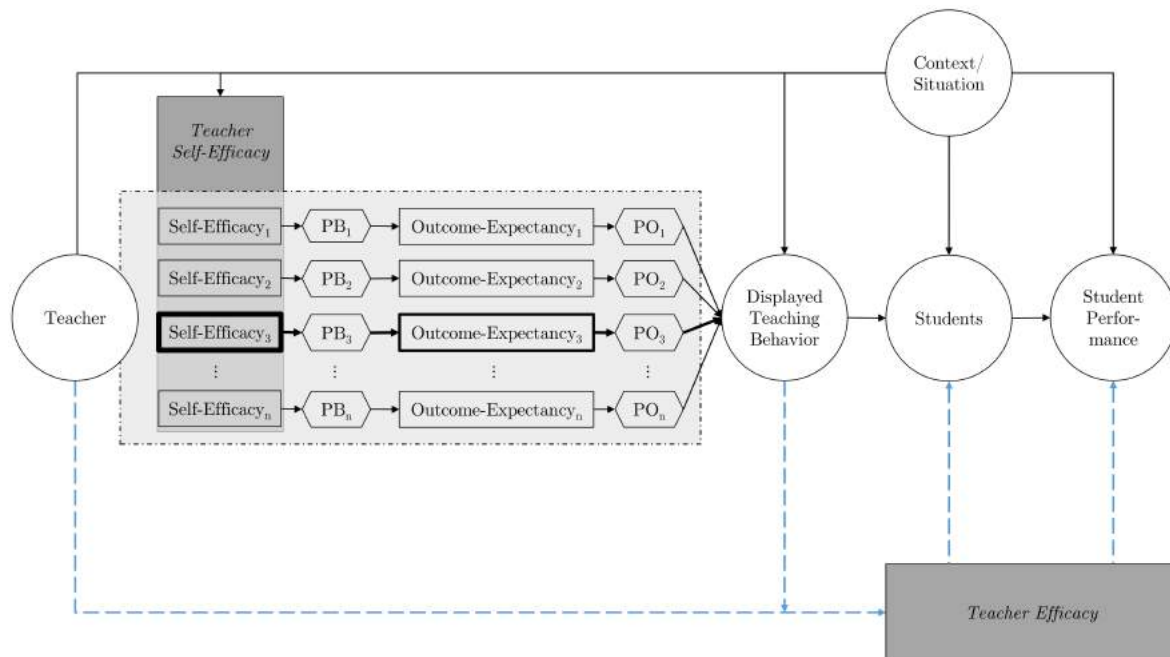 Context/
Situation
Teacher
Self-Efficacy
Self-Efficacy₁ PB₁ Outcome-Expectancy₁ PO₁
Self-Efficacy₂ PB₂ Outcome-Expectancy₂ PO₂
Teacher
Self-Efficacy₃ PB₃ Outcome-Expectancy₃ PO₃
⋮ ⋮ ⋮ ⋮
Self-Efficacyₙ PBₙ Outcome-Expectancyₙ POₙ
Displayed
Teaching
Behavior
Students
Student
Perfor-
mance
Teacher Efficacy